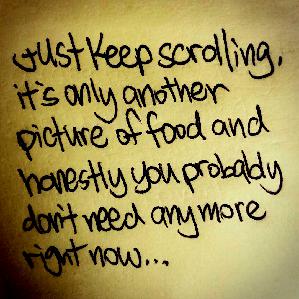 Just Keep scrolling,
it's only another
picture of food and
honestly you probably
don't need any more
right now...